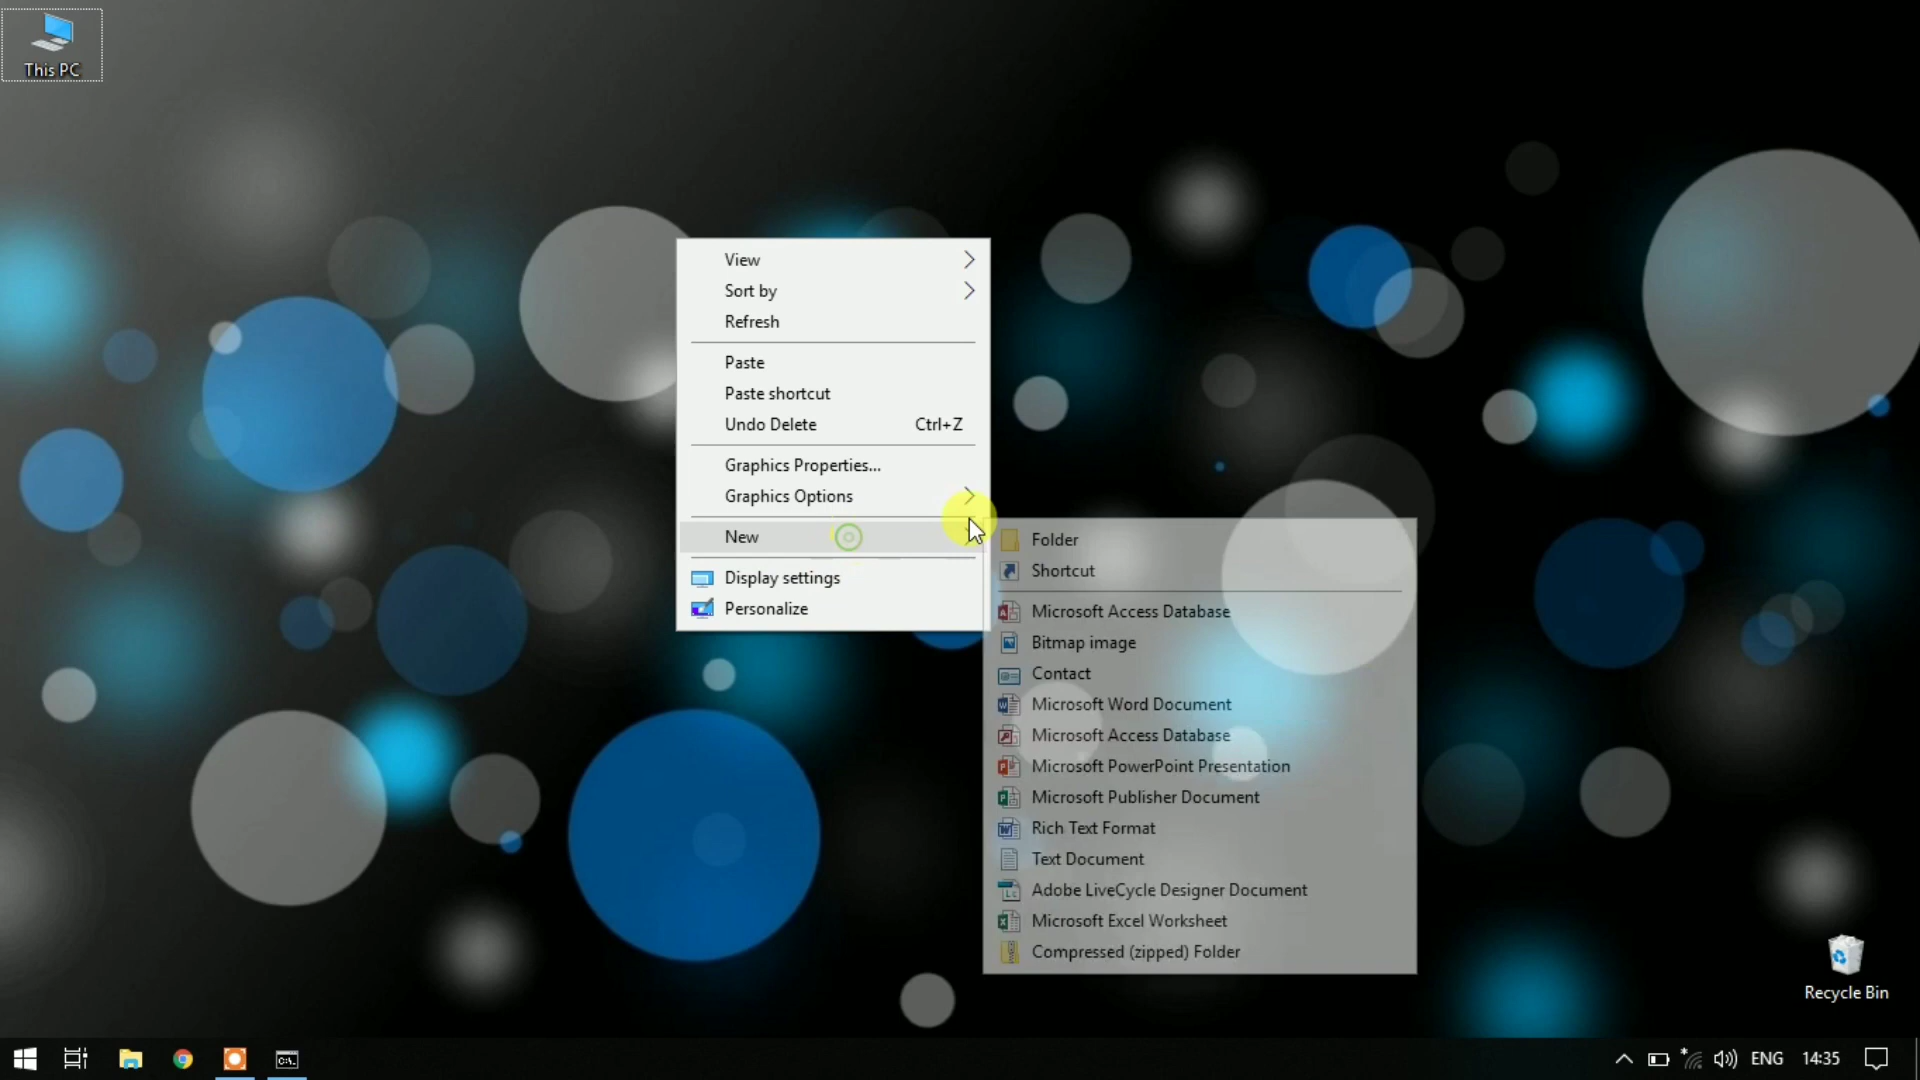 This PC
View
Sort by
Refresh
Paste
Paste shortcut
Undo Delete Ctrl+Z
Graphics Properties...
Graphics Options
New
Display settings
Personalize
Folder
Shortcut
Microsoft Access Database
Bitmap image
Contact
Microsoft Word Document
Microsoft Access Database
Microsoft PowerPoint Presentation
Microsoft Publisher Document
Rich Text Format
Text Document
Adobe LiveCycle Designer Document
Microsoft Excel Worksheet
Compressed (zipped) Folder
Recycle Bin
ENG 14:35